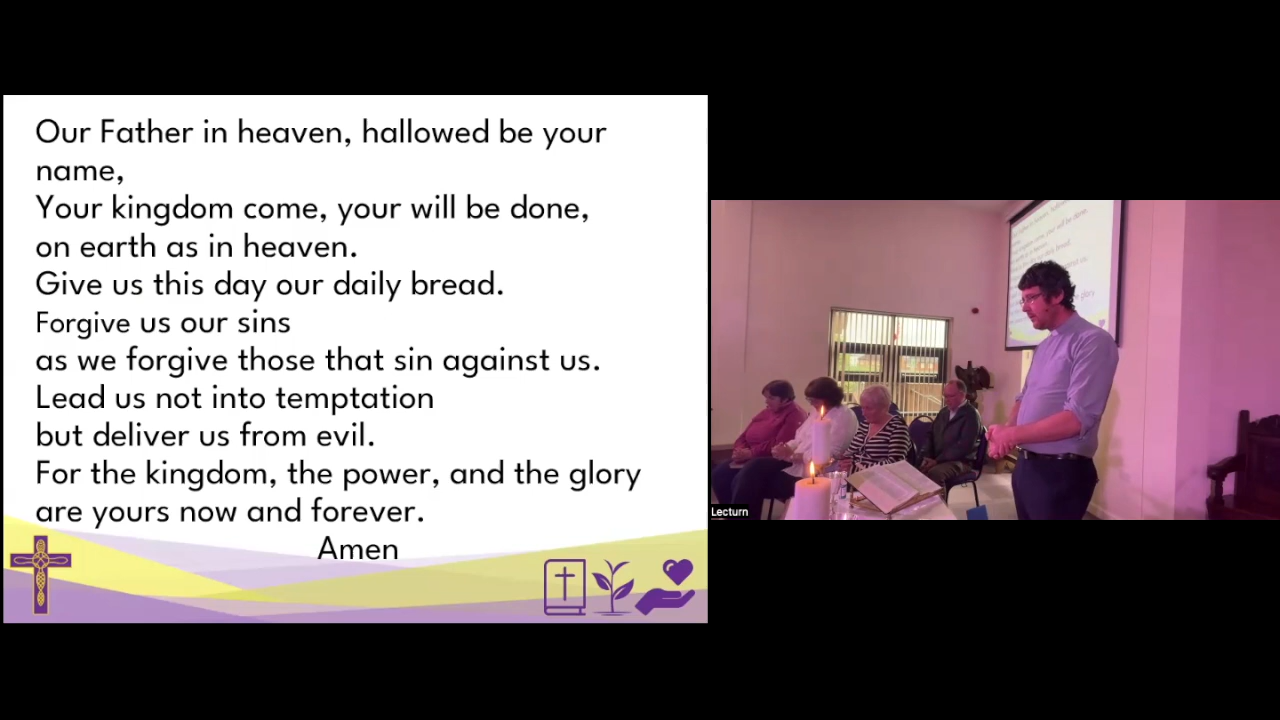 Our Father in heaven, hallowed be your
name,
Your kingdom come, your will be done,
on earth as in heaven.
Give us this day our daily bread.
Forgive us our sins
as we forgive those that sin against us.
Lead us not into temptation
but deliver us from evil.
For the kingdom, the power, and the glory
are yours now and forever.
Amen
Lecturn